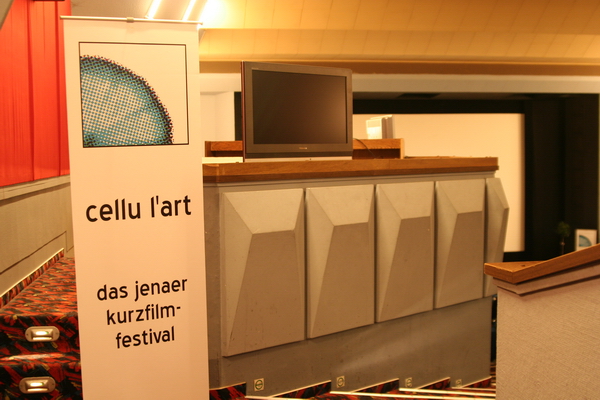 cellu l'art
das jenaer
kurzfilm-
festival